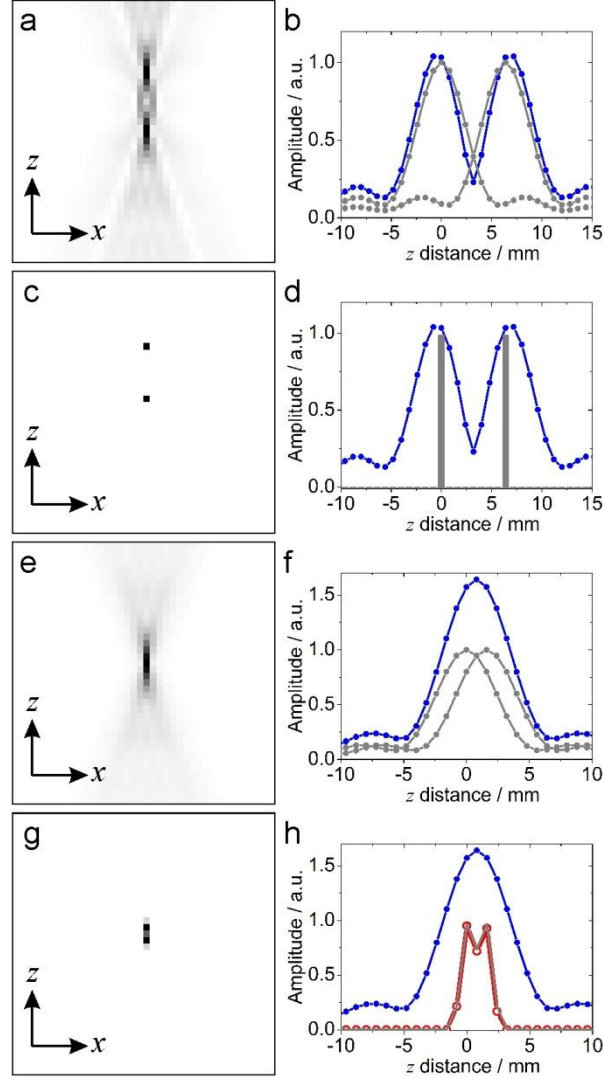 a
z
x
b
Amplitude / a.u.
1.0
0.5
0.0
-10 -5 0 5 10 15
z distance / mm
c
z
x
d
Amplitude / a.u.
1.0
0.5
0.0
-10 -5 0 5 10 15
z distance / mm
e
z
x
f
Amplitude / a.u.
1.5
1.0
0.5
0.0
-10 -5 0 5 10
z distance / mm
g
z
x
h
Amplitude / a.u.
1.5
1.0
0.5
0.0
-10 -5 0 5 10
z distance / mm